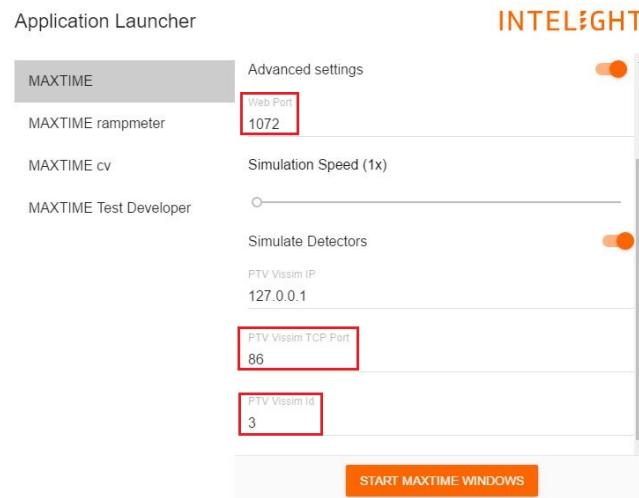 Application Launcher
INTELIGHT
MAXTIME
MAXTIME rampmeter
MAXTIME cv
MAXTIME Test Developer
Advanced settings
Web Port
1072
Simulation Speed (1x)
Simulate Detectors
PTV Vissim IP
127.0.0.1
PTV Vissim TCP Port
86
PTV Vissim Id
3
START MAXTIME WINDOWS